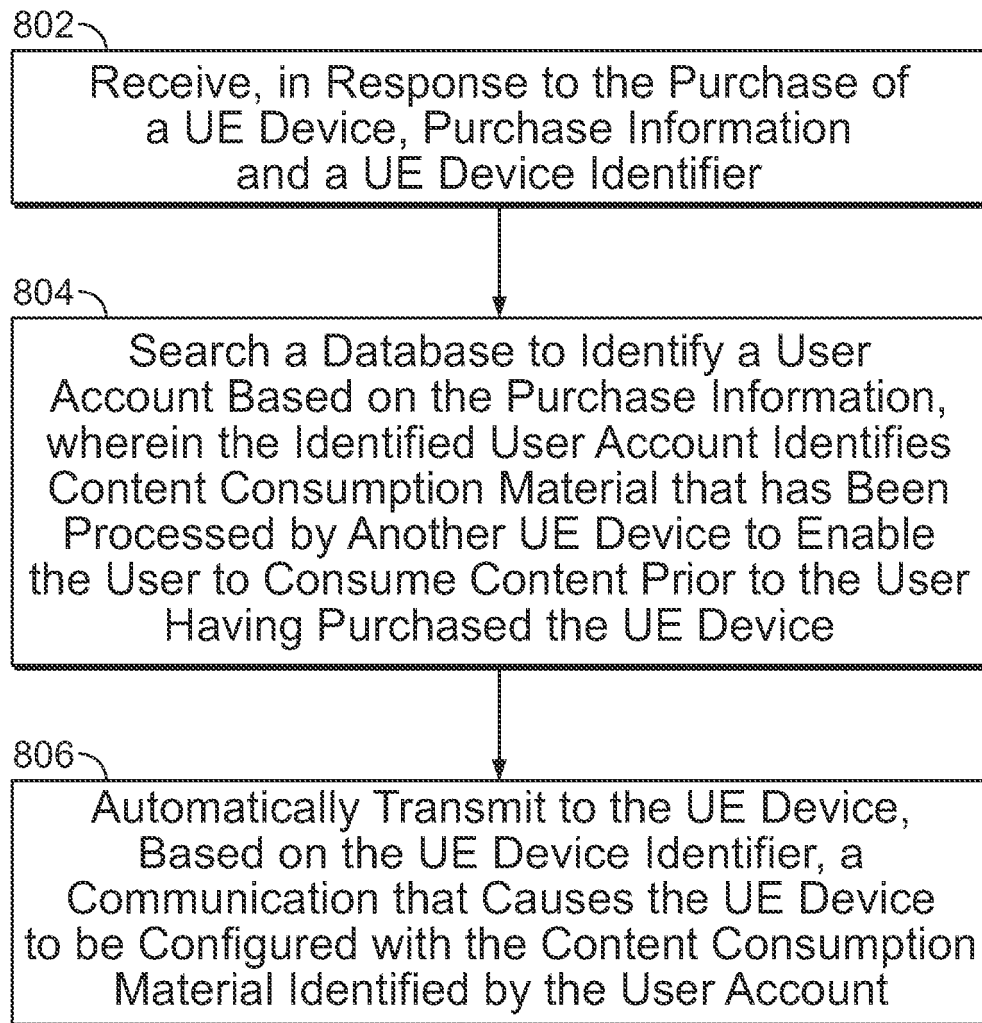 802
Receive, in Response to the Purchase of
a UE Device, Purchase Information
and a UE Device Identifier
804
Search a Database to Identify a User
Account Based on the Purchase Information,
wherein the Identified User Account Identifies
Content Consumption Material that has Been
Processed by Another UE Device to Enable
the User to Consume Content Prior to the User
Having Purchased the UE Device
806
Automatically Transmit to the UE Device,
Based on the UE Device Identifier, a
Communication that Causes the UE Device
to be Configured with the Content Consumption
Material Identified by the User Account